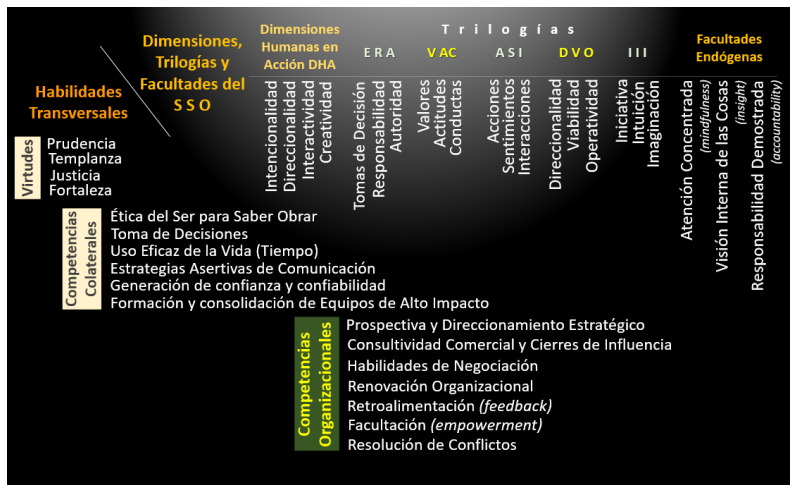 Dimensiones,
Trilogías y
Facultades del
S S O
Habilidades
Transversales
Dimensiones
Humanas en
Acción DHA
Trilogías
E R A
V A C
A S I
D V O
I I I
Facultades
Endógenas
Intencionalidad
Direccionalidad
Interactividad
Creatividad
Tomas de Decisión
Responsabilidad
Autoridad
Valores
Actitudes
Conductas
Acciones
Sentimientos
Interacciones
Direccionalidad
Viabilidad
Operatividad
Iniciativa
Intuición
Imaginación
Atención Concentrada
(mindfulness)
Visión Interna de las Cosas
(insight)
Responsabilidad Demostrada
(accountability)
Virtudes
Prudencia
Templanza
Justicia
Fortaleza
Competencias
Colaterales
Ética del Ser para Saber Obrar
Toma de Decisiones
Uso Eficaz de la Vida (Tiempo)
Estrategias Asertivas de Comunicación
Generación de confianza y confiabilidad
Formación y consolidación de Equipos de Alto Impacto
Competencias
Organizacionales
Prospectiva y Direccionamiento Estratégico
Consultividad Comercial y Cierres de Influencia
Habilidades de Negociación
Renovación Organizacional
Retroalimentación (feedback)
Facultación (empowerment)
Resolución de Conflictos